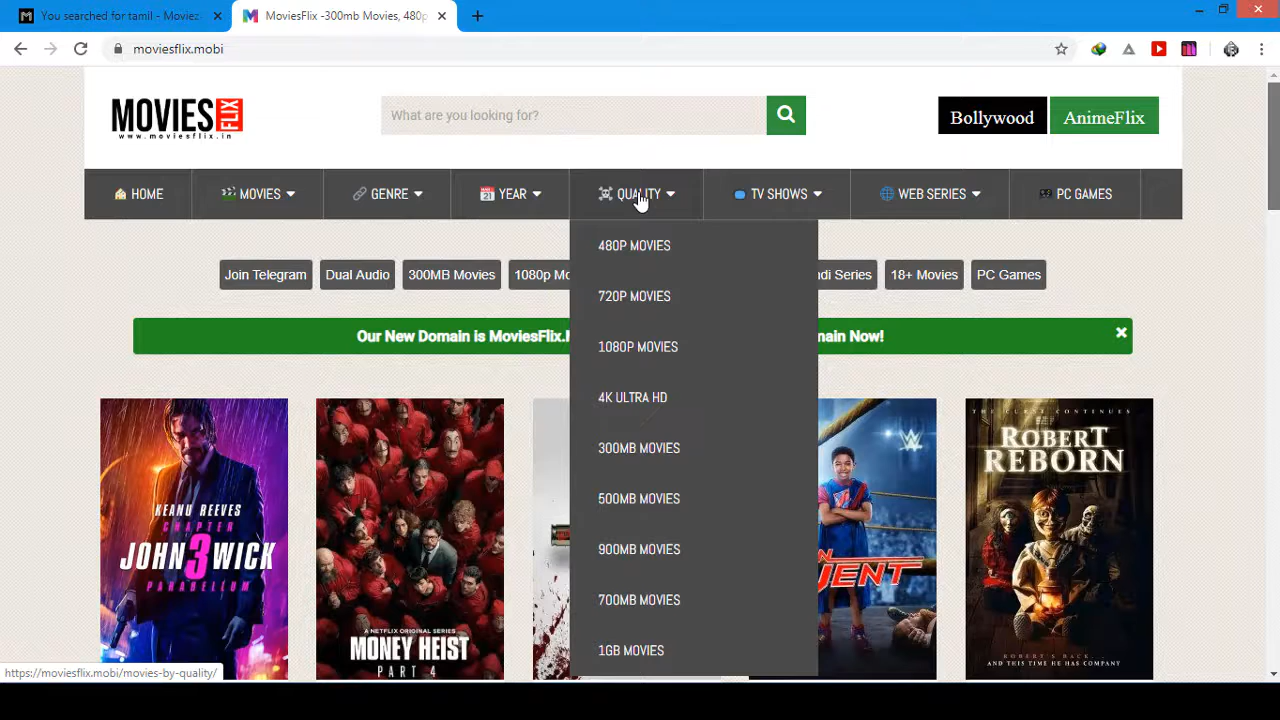 You searched for tamil - Moviez
MoviesFlix -300mb Movies, 480p
moviesflix.mobi
MOVIES FLIX
www.moviesflix.in
What are you looking for?
Bollywood
AnimeFlix
HOME
MOVIES
GENRE
YEAR
QUALITY
TV SHOWS
WEB SERIES
PC GAMES
480P MOVIES
720P MOVIES
1080P MOVIES
4K ULTRA HD
300MB MOVIES
500MB MOVIES
900MB MOVIES
700MB MOVIES
1GB MOVIES
Join Telegram
Dual Audio
300MB Movies
1080p Mo
di Series
18+ Movies
PC Games
Our New Domain is MoviesFlix.
main Now!
KEANU REEVES
CHAPTER
JOHN 3 WICK
PARABELLUM
A NETFLIX ORIGINAL SERIES
MONEY HEIST
PART 4
THE CULT CONTINUES
ROBERT
REBORN
ROBERT'S BACK...
AND THIS TIME HE HAS COMPANY
https://moviesflix.mobi/movies-by-quality/